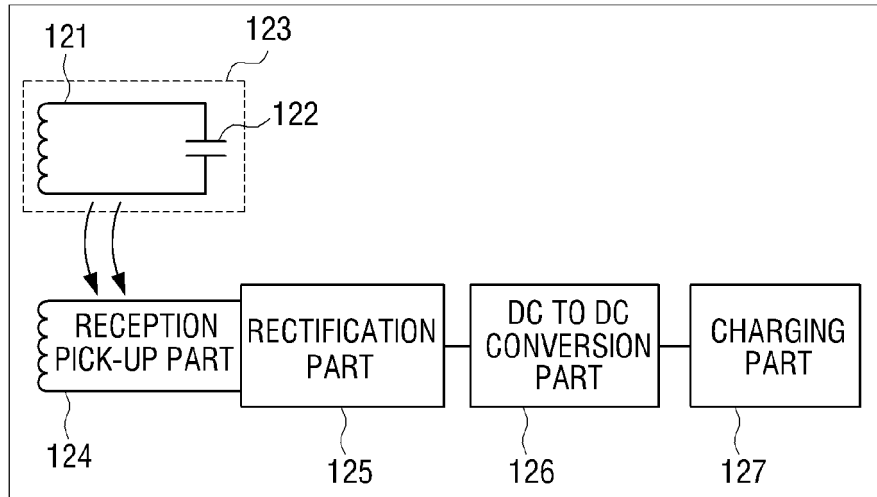 121
123
122
RECEPTION
PICK-UP PART
RECTIFICATION
PART
DC TO DC
CONVERSION
PART
CHARGING
PART
124
125
126
127